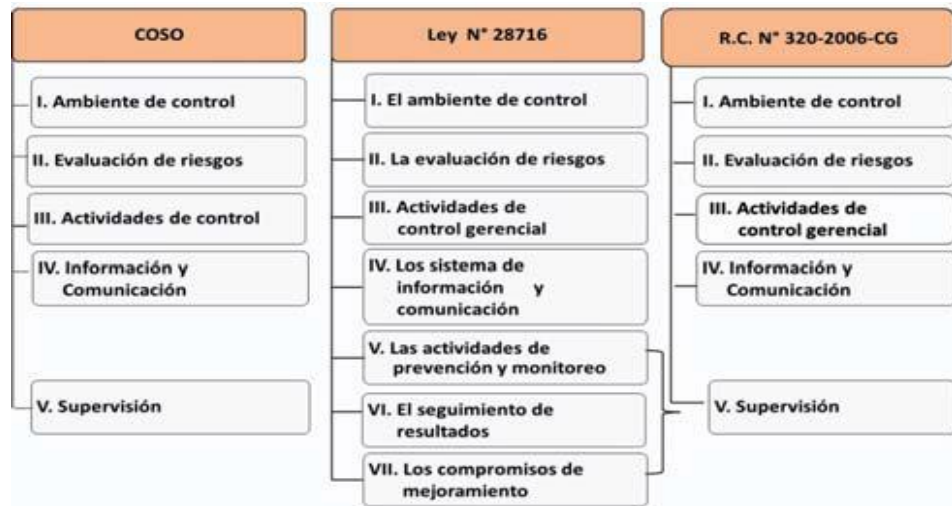 COSO
I. Ambiente de control
II. Evaluación de riesgos
III. Actividades de control
IV. Información y
Comunicación
V. Supervisión
Ley N° 28716
I. El ambiente de control
II. La evaluación de riesgos
III. Actividades de
control gerencial
IV. Los sistema de
información y
comunicación
V. Las actividades de
prevención y monitoreo
VI. El seguimiento de
resultados
VII. Los compromisos de
mejoramiento
R.C. N° 320-2006-CG
I. Ambiente de control
II. Evaluación de riesgos
III. Actividades de
control gerencial
IV. Información y
Comunicación
V. Supervisión